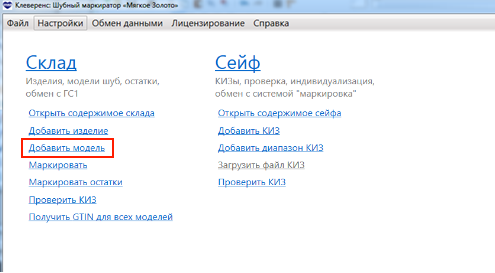 Клеверенс: Шубный маркиратор «Мягкое Золото»
Файл Настройки Обмен данными Лицензирование Справка
Склад
Изделия, модели шуб, остатки,
обмен с ГС1
Открыть содержимое склада
Добавить изделие
Добавить модель
Маркировать
Маркировать остатки
Проверить КИЗ
Получить GTIN для всех моделей
Сейф
КИЗы, проверка, индивидуализация,
обмен с системой "маркировка"
Открыть содержимое сейфа
Добавить КИЗ
Добавить диапазон КИЗ
Загрузить файл КИЗ
Проверить КИЗ